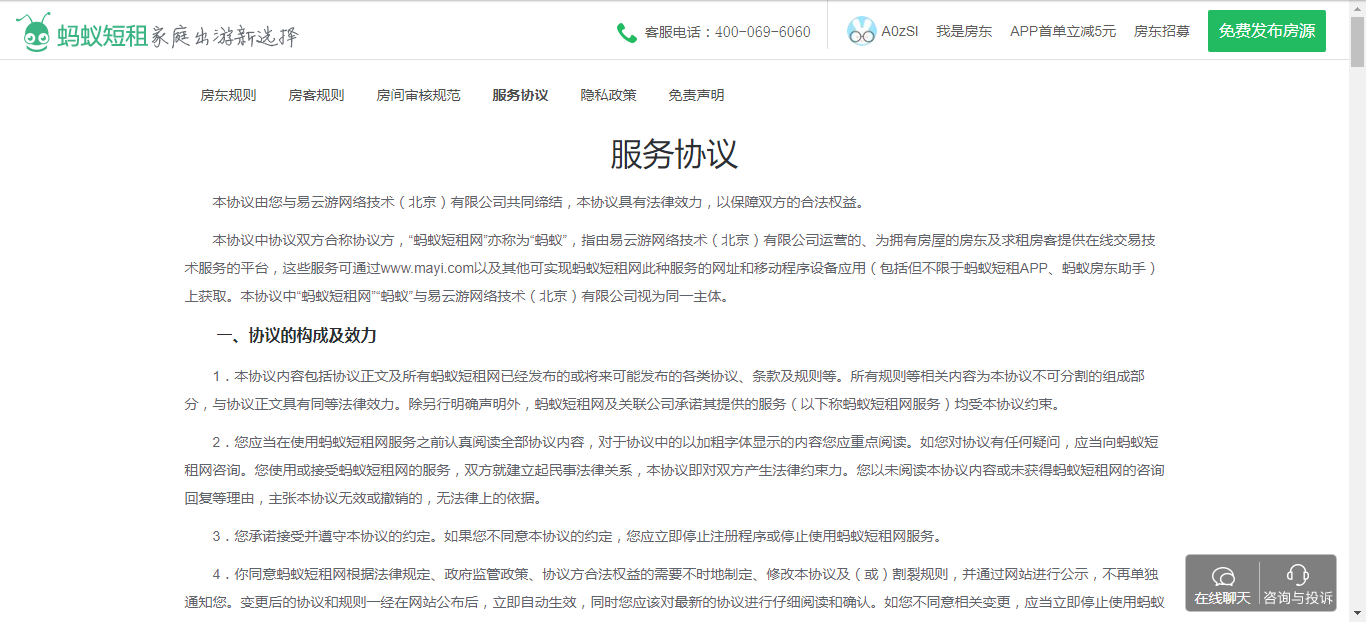 蚂蚁短租 家庭出游新选择 客服电话：400-069-6060 A0zSI 我是房东 APP首单立减5元 房东招募 免费发布房源
房东规则 房客规则 房间审核规范 服务协议 隐私政策 免责声明
服务协议
本协议由您与易云游网络技术（北京）有限公司共同缔结，本协议具有法律效力，以保障双方的合法权益。
本协议中协议双方合称协议方，“蚂蚁短租网”亦称为“蚂蚁”，指由易云游网络技术（北京）有限公司运营的、为拥有房屋的房东及求租房客提供在线交易技
术服务的平台，这些服务可通过www.mayi.com以及其他可实现蚂蚁短租网此种服务的网址和移动程序设备应用（包括但不限于蚂蚁短租APP、蚂蚁房东助手）
上获取。本协议中“蚂蚁短租网”“蚂蚁”与易云游网络技术（北京）有限公司视为同一主体。
一、协议的构成及效力
1．本协议内容包括协议正文及所有蚂蚁短租网已经发布的或将来可能发布的各类协议、条款及规则等。所有规则等相关内容为本协议不可分割的组成部
分，与协议正文具有同等法律效力。除另行明确声明外，蚂蚁短租网及关联公司承诺其提供的服务（以下称蚂蚁短租网服务）均受本协议约束。
2．您应当在使用蚂蚁短租网服务之前认真阅读全部协议内容，对于协议中的以加粗字体显示的内容您应重点阅读。如您对协议有任何疑问，应当向蚂蚁短
租网咨询。您使用或接受蚂蚁短租网的服务，双方就建立起民事法律关系，本协议即对双方产生法律约束力。您以未阅读本协议内容或未获得蚂蚁短租网的咨询
回复等理由，主张本协议无效或撤销的，无法律上的依据。
3．您承诺接受并遵守本协议的约定。如果您不同意本协议的约定，您应立即停止注册程序或停止使用蚂蚁短租网服务。
4．你同意蚂蚁短租网根据法律规定、政府监管政策、协议方合法权益的需要不时地制定、修改本协议及（或）割裂规则，并通过网站进行公示，不再单独
通知您。变更后的协议和规则一经在网站公布后，立即自动生效，同时您应该对最新的协议进行仔细阅读和确认。如您不同意相关变更，应当立即停止使用蚂蚁
在线聊天 咨询与投诉